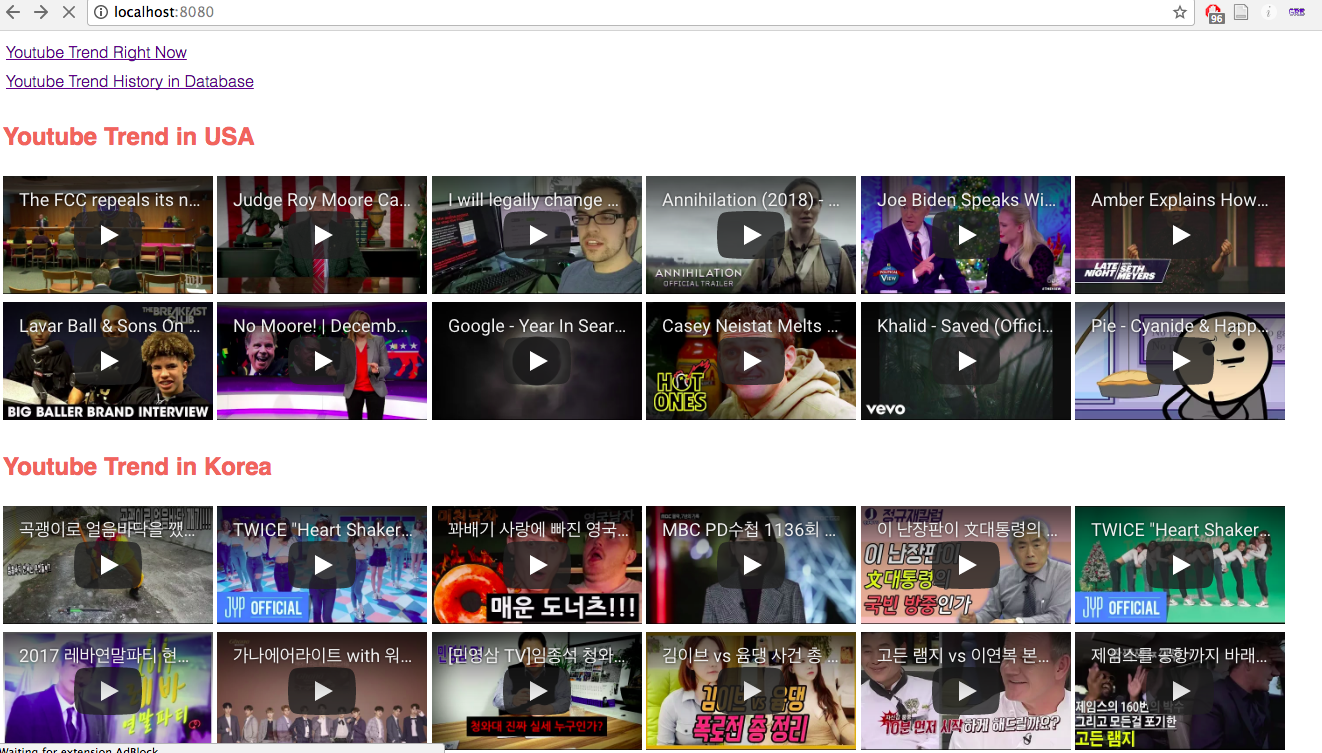 localhost:8080
96
Youtube Trend Right Now
Youtube Trend History in Database
Youtube Trend in USA
The FCC repeals its n...
Judge Roy Moore Ca...
I will legally change ...
Annihilation (2018) - ...
ANNIHILATION
OFFICIAL TRAILER
Joe Biden Speaks Wi...
Amber Explains How...
LATE NIGHT SETH MEYERS
Lavar Ball & Sons On ...
BIG BALLER BRAND INTERVIEW
No Moore! | Decemb...
Google - Year In Sear...
Casey Neistat Melts ...
HOT ONES
Khalid - Saved (Offici...
vevo
Pie - Cyanide & Happ...
Youtube Trend in Korea
곡괭이로 얼음바닥을 깼...
TWICE "Heart Shaker...
JYP OFFICIAL
꽈배기 사랑에 빠진 영국...
매운 도너츠!!!
MBC PD수첩 1136회 ...
이 난장판이 文대통령의 ...
이 난장판이
文대통령의
국빈 방중인가
TWICE "Heart Shaker...
JYP OFFICIAL
2017 레바연말파티 현...
연말파티
가나에어라이트 with 워...
[민영삼 TV]임종석 청와...
청와대 진짜 실세 누구인가?
김이브 vs 윰댕 사건 총 ...
김이브 vs 윰댕
폭로전 총 정리
고든 램지 vs 이연복 본...
10분 먼저 시작하게 해드릴까요?
제임스를 공항까지 바래...
제임스의 160번의 박수
그리고 모든걸 포기한
고든 램지
Waiting for extension AdBlock